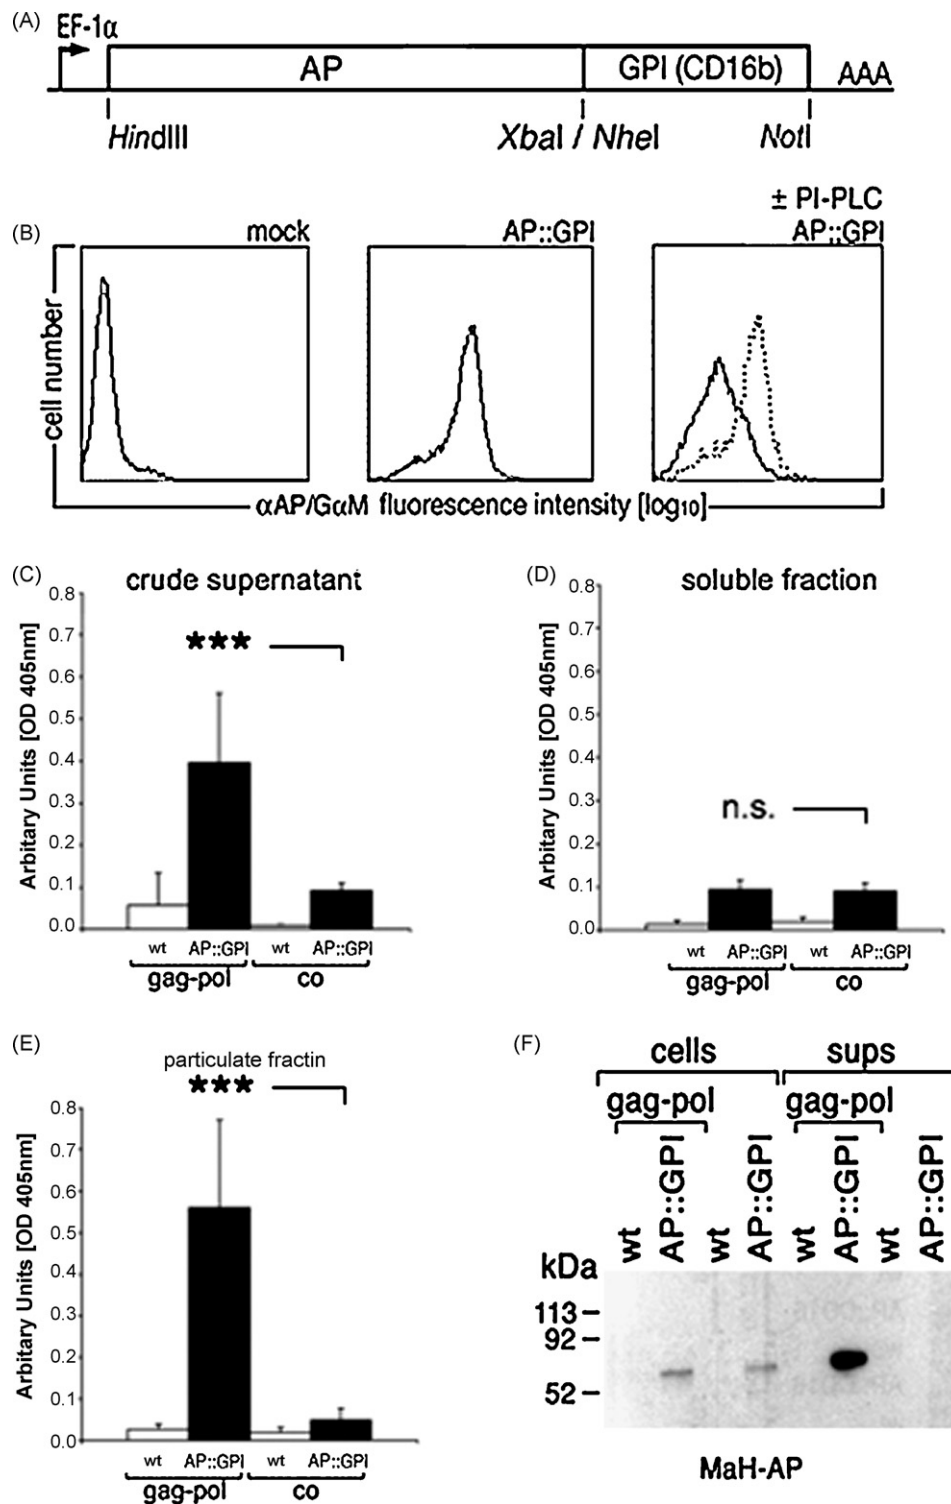 (A)
EF-1α
AP
GPI (CD16b)
AAA
HindIII
XbaI / NheI
NotI
(B)
mock
AP::GPI
± PI-PLC
AP::GPI
cell number
αAP/GαM fluorescence intensity [log10]
(C)
crude supernatant
Arbitary Units [OD 405nm]
0.8
0.7
0.6
0.5
0.4
0.3
0.2
0.1
0.0
★★★
wt AP::GPI wt AP::GPI
gag-pol co
(D)
soluble fraction
Arbitary Units [OD 405nm]
0.8
0.7
0.6
0.5
0.4
0.3
0.2
0.1
0.0
n.s.
wt AP::GPI wt AP::GPI
gag-pol co
(E)
particulate fractin
★★★
Arbitary Units [OD 405nm]
0.8
0.7
0.6
0.5
0.4
0.3
0.2
0.1
0.0
wt AP::GPI wt AP::GPI
gag-pol co
(F)
cells sups
gag-pol gag-pol
wt AP::GPI wt AP::GPI wt AP::GPI wt AP::GPI
kDa
113
92
52
MaH-AP